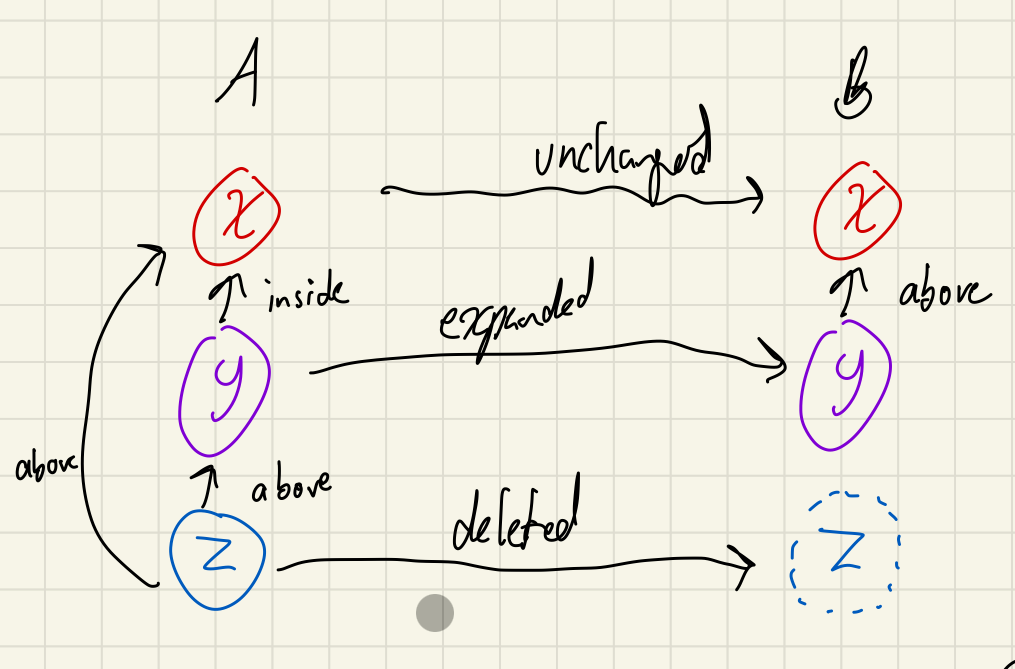 A B
unchanged
x x
inside above
expanded
y y
above
above
deleted
z z